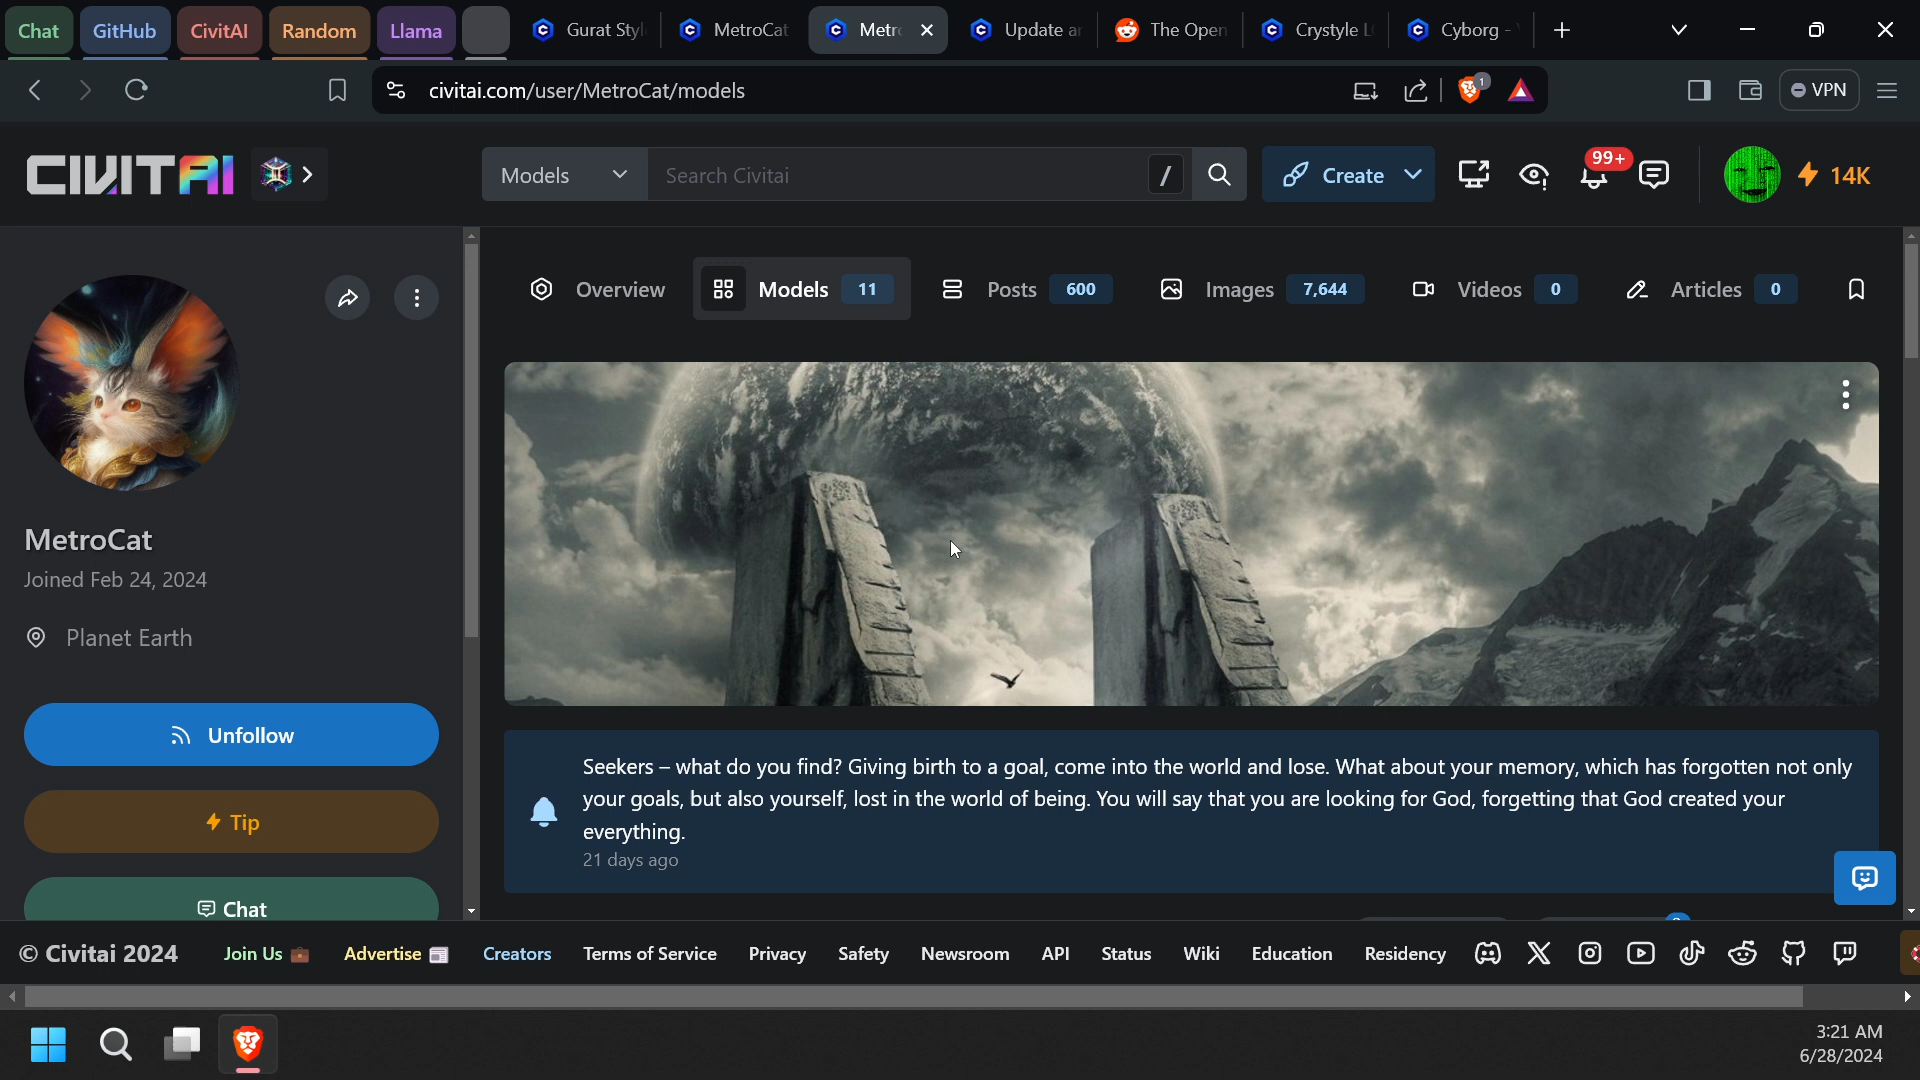 Chat GitHub CivitAI Random Llama Gurat Styl MetroCat Metr Update ar The Open Crystyle L Cyborg -
civitai.com/user/MetroCat/models 1 VPN
CIVITAI Models Search Civitai / Create 99+ 14K
Overview Models 11 Posts 600 Images 7,644 Videos 0 Articles 0
MetroCat
Joined Feb 24, 2024
Planet Earth
Unfollow
Tip
Chat
Seekers – what do you find? Giving birth to a goal, come into the world and lose. What about your memory, which has forgotten not only
your goals, but also yourself, lost in the world of being. You will say that you are looking for God, forgetting that God created your
everything.
21 days ago
© Civitai 2024 Join Us Advertise Creators Terms of Service Privacy Safety Newsroom API Status Wiki Education Residency
3:21 AM
6/28/2024